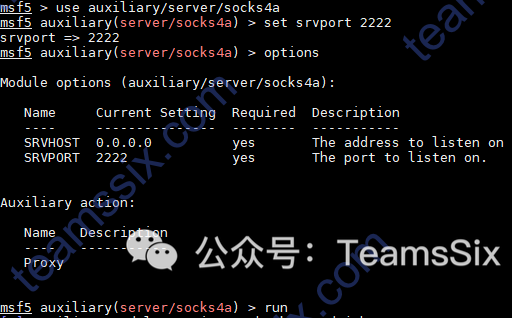 msf5 > use auxiliary/server/socks4a
msf5 auxiliary(server/socks4a) > set srvport 2222
srvport => 2222
msf5 auxiliary(server/socks4a) > options
Module options (auxiliary/server/socks4a):
Name Current Setting Required Description
---- --------------- -------- -----------
SRVHOST 0.0.0.0 yes The address to listen on
SRVPORT 2222 yes The port to listen on.
Auxiliary action:
Name Description
---- -----------
Proxy
公众号：TeamsSix
msf5 auxiliary(server/socks4a) > run
teamssix.com
teamssix.com